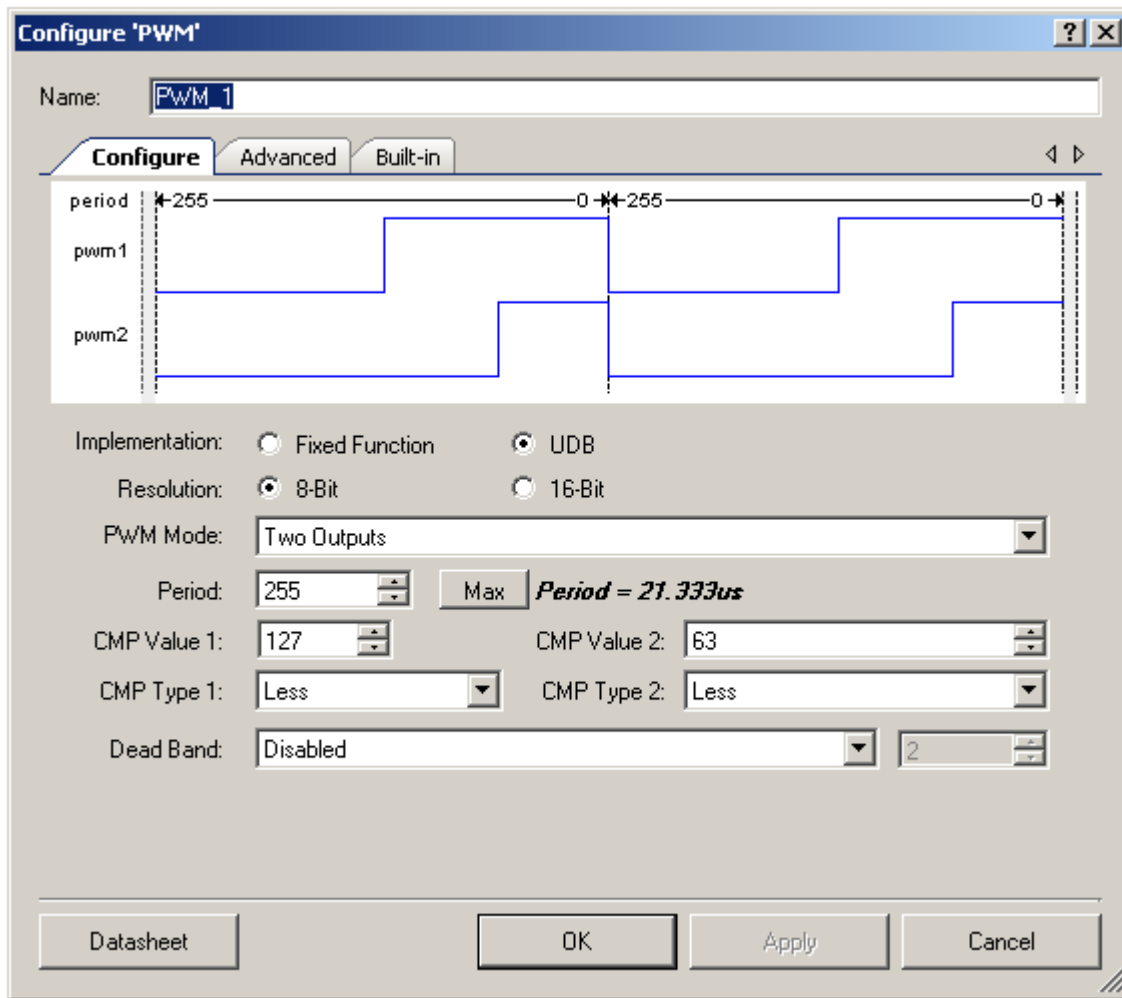 Configure 'PWM'
Name: PWM_1
Configure Advanced Built-in
period 255 0 255 0
pwm1
pwm2
Implementation: Fixed Function UDB
Resolution: 8-Bit 16-Bit
PWM Mode: Two Outputs
Period: 255 Max Period = 21.333us
CMP Value 1: 127 CMP Value 2: 63
CMP Type 1: Less CMP Type 2: Less
Dead Band: Disabled 2
Datasheet OK Apply Cancel